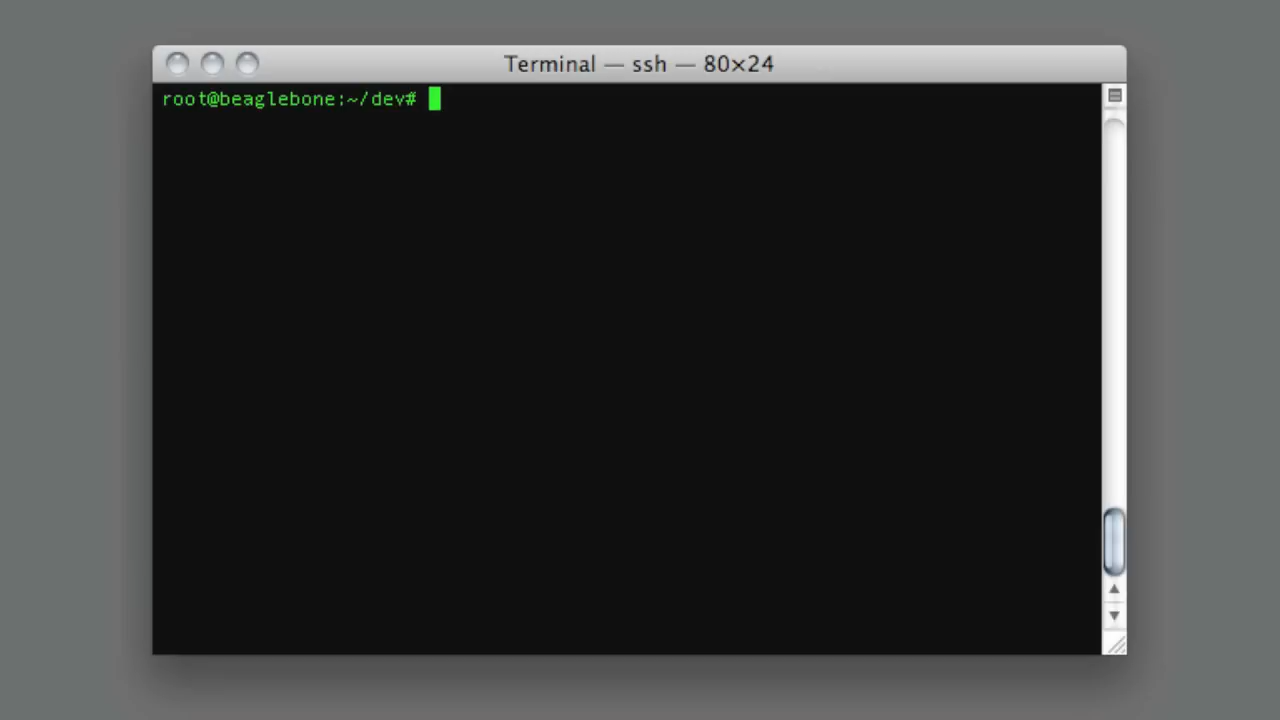 Terminal — ssh — 80×24
root@beaglebone:~/dev#